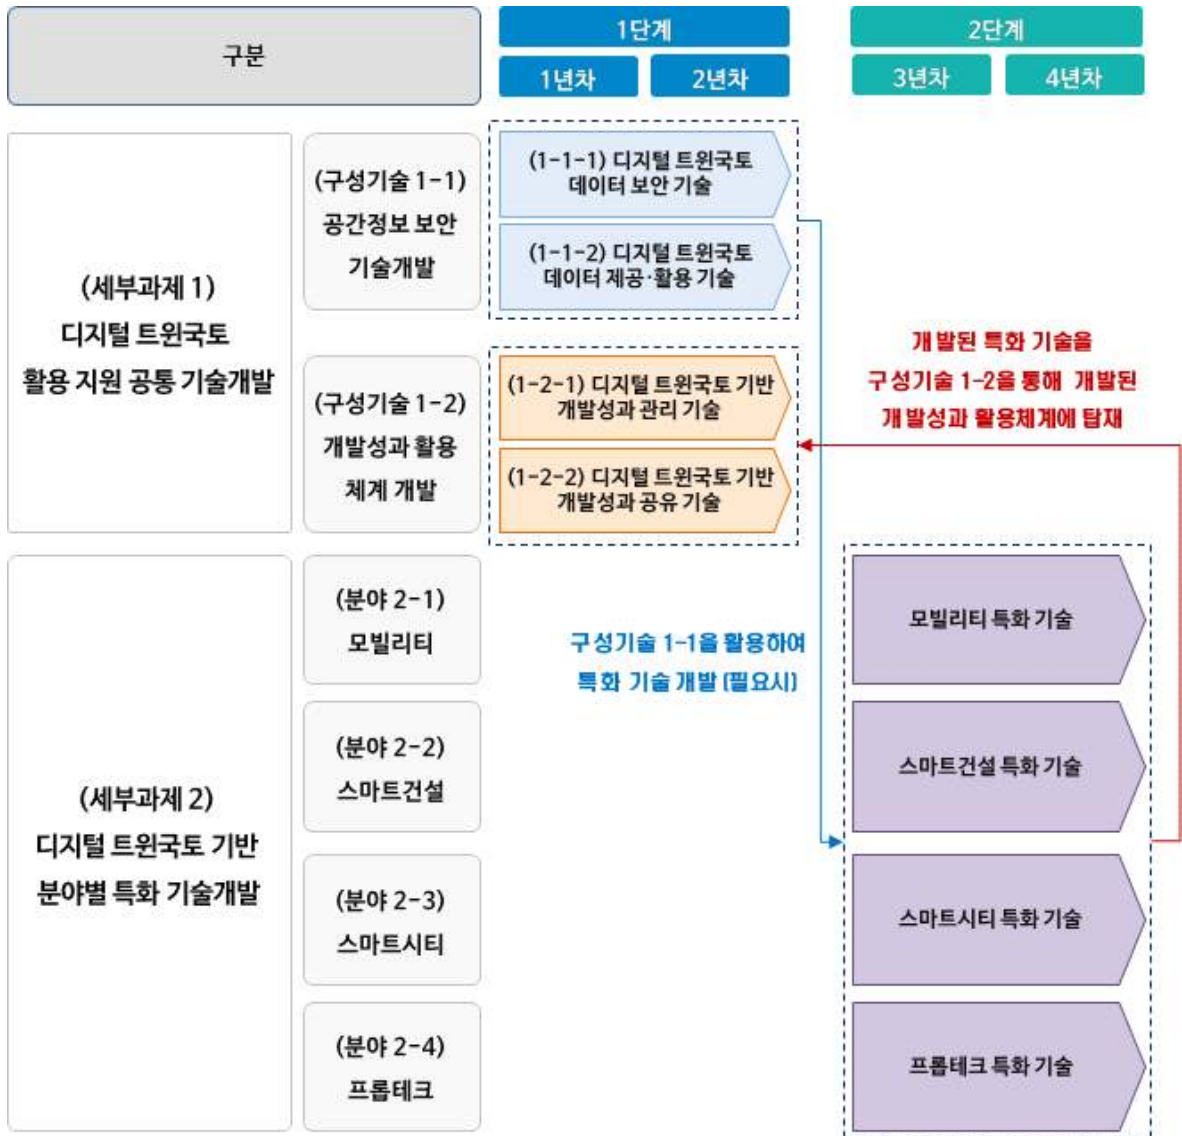 구분
1단계
2단계
1년차
2년차
3년차
4년차
(세부과제 1)
디지털 트윈국토
활용 지원 공통 기술개발
(구성기술 1-1)
공간정보 보안
기술개발
(1-1-1) 디지털 트윈국토
데이터 보안 기술
(1-1-2) 디지털 트윈국토
데이터 제공·활용 기술
(구성기술 1-2)
개발성과 활용
체계 개발
(1-2-1) 디지털 트윈국토 기반
개발성과 관리 기술
(1-2-2) 디지털 트윈국토 기반
개발성과 공유 기술
개발된 특화 기술을
구성기술 1-2을 통해 개발된
개발성과 활용체계에 탑재
구성기술 1-1을 활용하여
특화 기술 개발 (필요시)
(세부과제 2)
디지털 트윈국토 기반
분야별 특화 기술개발
(분야 2-1)
모빌리티
모빌리티 특화 기술
(분야 2-2)
스마트건설
스마트건설 특화 기술
(분야 2-3)
스마트시티
스마트시티 특화 기술
(분야 2-4)
프롭테크
프롭테크 특화 기술